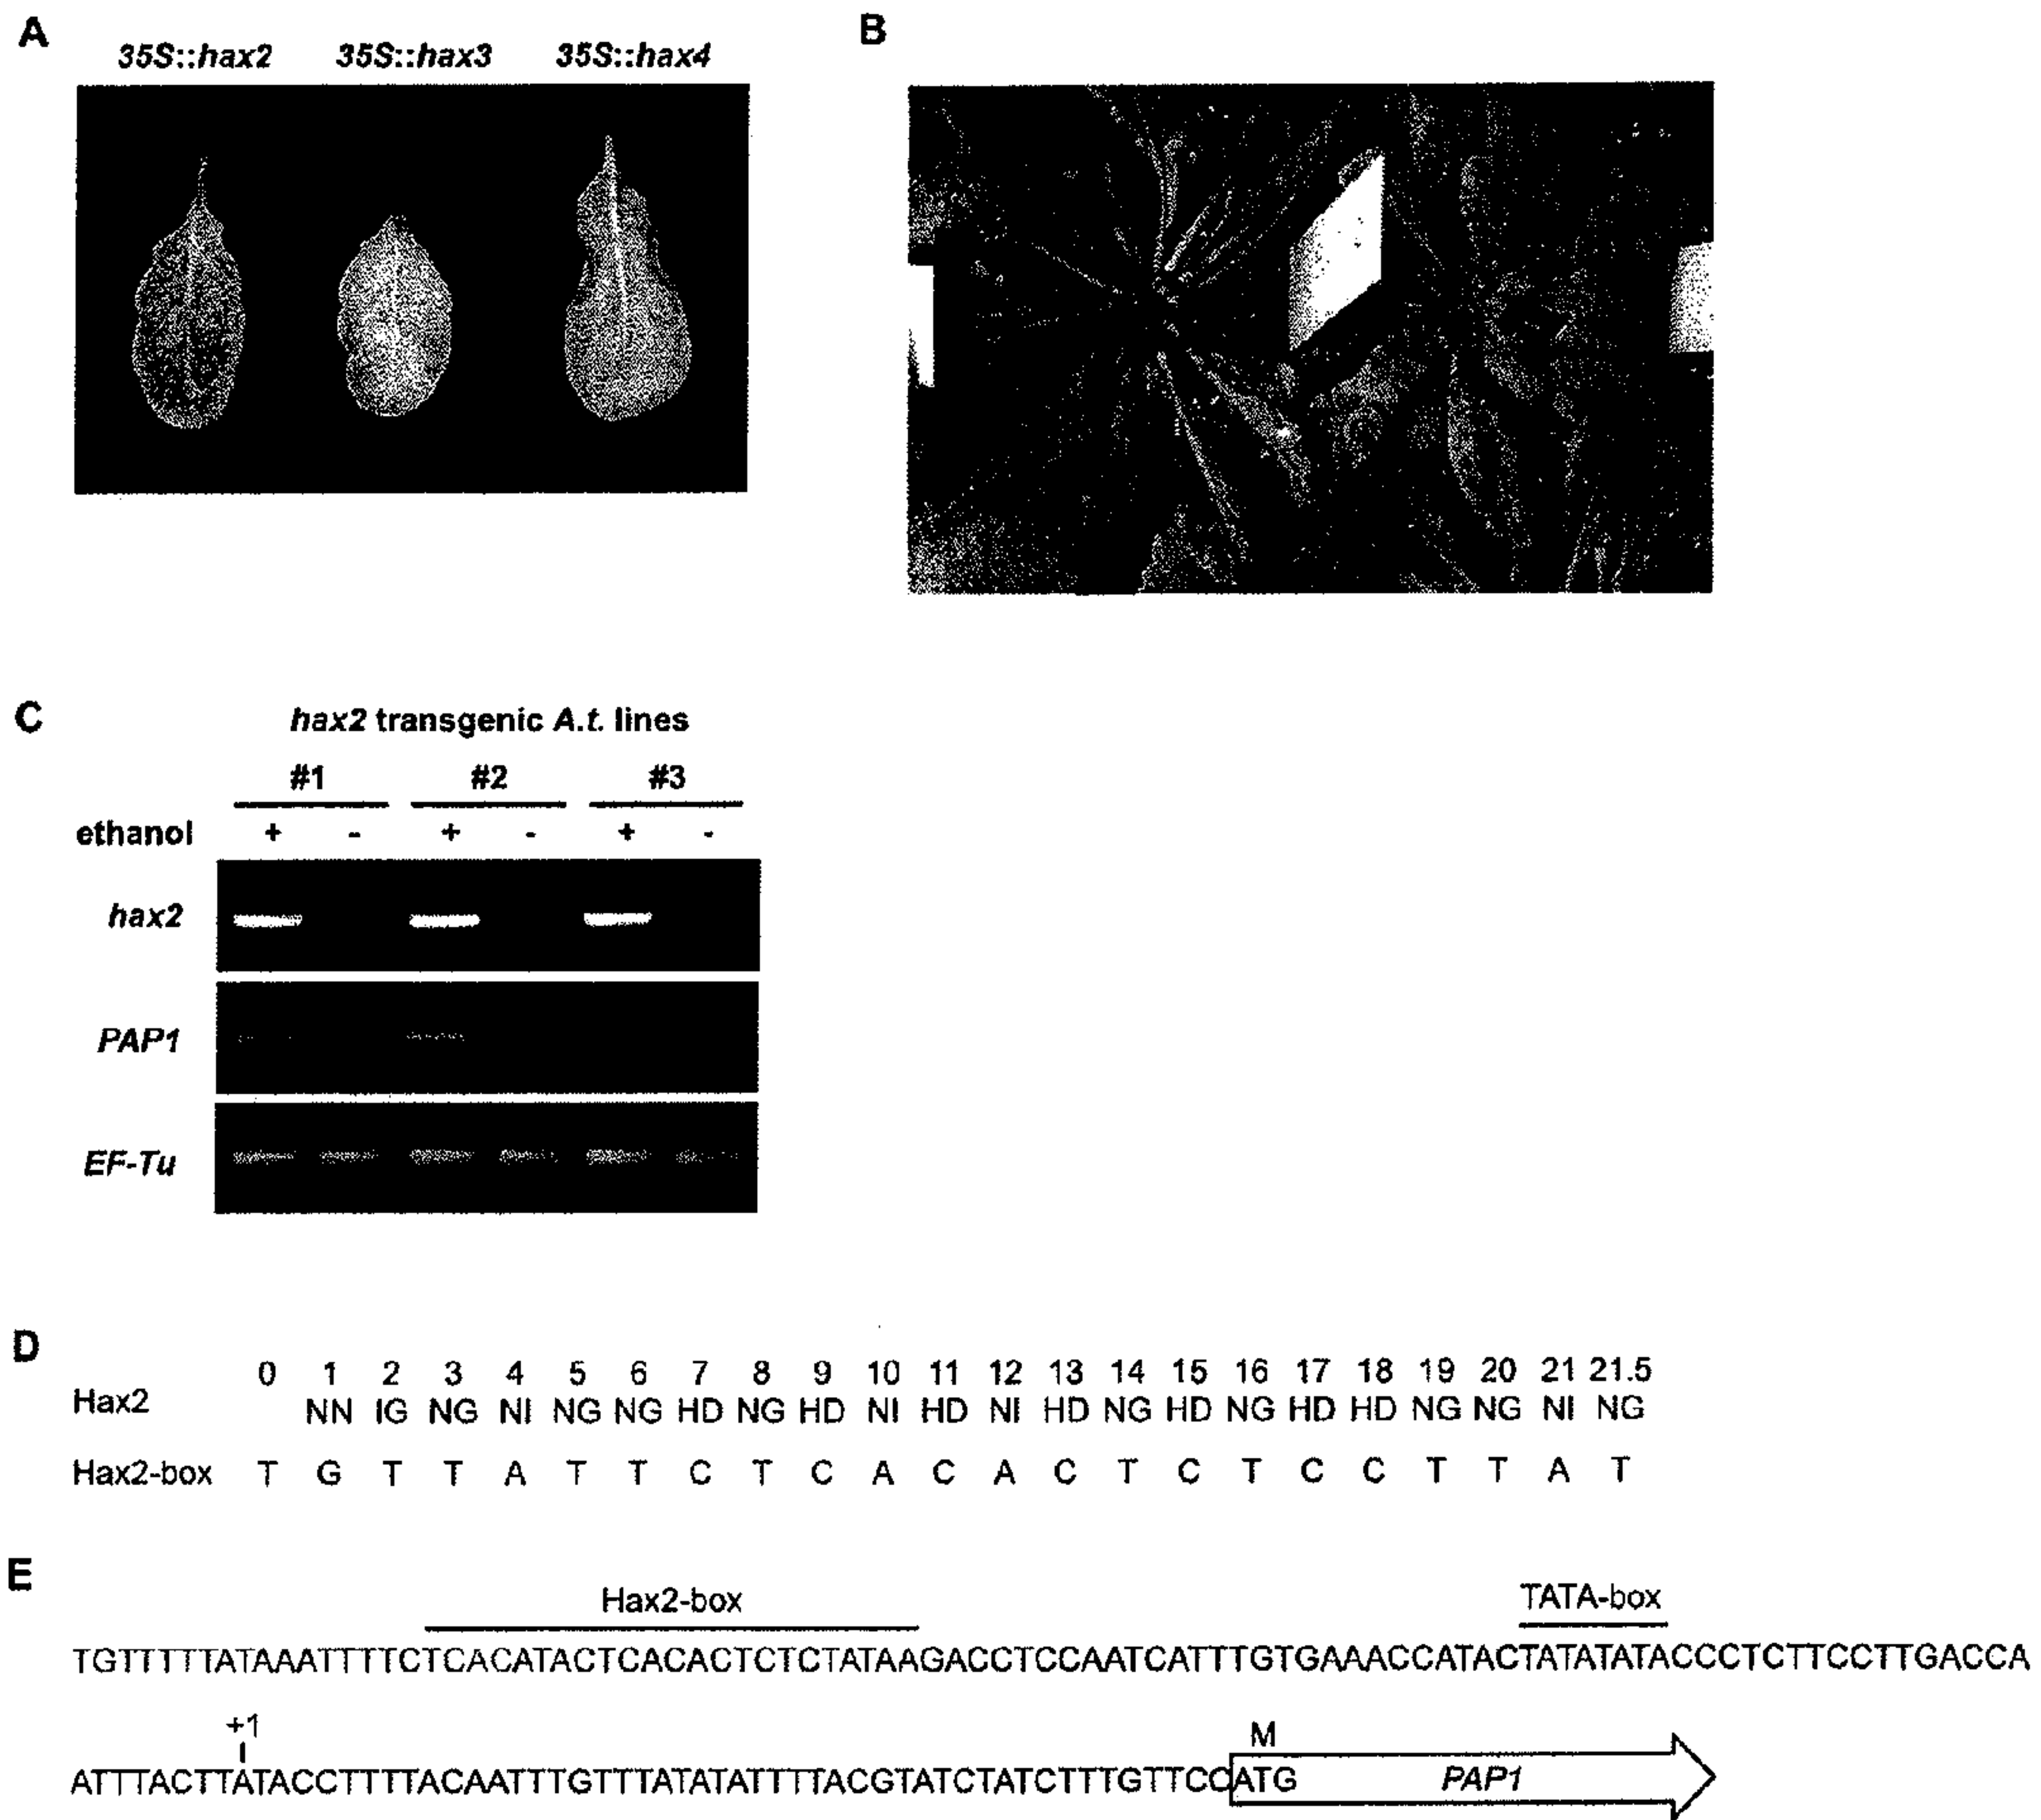 A
35S::hax2 35S::hax3 35S::hax4
B
C
hax2 transgenic A.t. lines
#1 #2 #3
ethanol + - + - + -
hax2
PAP1
EF-Tu
D
0 1 2 3 4 5 6 7 8 9 10 11 12 13 14 15 16 17 18 19 20 21 21.5
Hax2 NN IG NG NI NG NG HD NG HD NI HD NI HD NG HD NG HD HD NG NG NI NG
Hax2-box T G T T A T T C T C A C A C T C T C C T T A T
E
Hax2-box TATA-box
TGTTTTTATAAATTTTCTCACATACTCACACTCTCTATAAGACCTCCAATCATTTGTGAAACCATACTATATATACCCTCTTCCTTGACCA
+1 M
ATTTACTTATACCTTTTACAATTTGTTTATATATTTTACGTATCTATCTTTGTTCCATG PAP1